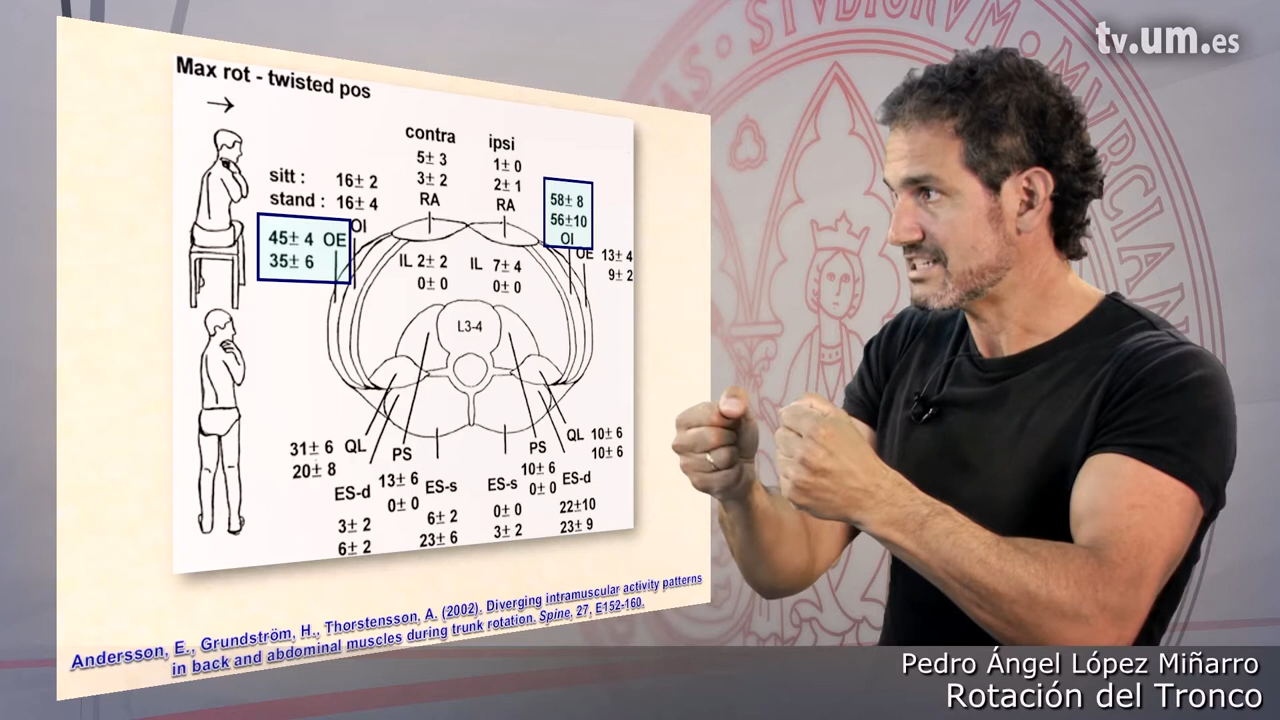 STVDIORVM
MVRCIAN
tv.um.es
Max rot - twisted pos
contra ipsi
5± 3 1± 0
3± 2 2± 1
RA RA
sitt : 16± 2
stand : 16± 4
OI
45± 4 OE
35± 6
58± 8
56±10
OI
OE 13± 4
9± 2
IL 2± 2 IL 7± 4
0± 0 0± 0
L3-4
31± 6 QL
20± 8
PS
13± 6
0± 0
ES-d
3± 2
6± 2
ES-s
6± 2
23± 6
ES-s
0± 0
3± 2
PS
10± 6
0± 0
QL 10± 6
10± 6
ES-d
22±10
23± 9
Andersson, E., Grundström, H., Thorstensson, A. (2002). Diverging intramuscular activity patterns
in back and abdominal muscles during trunk rotation. Spine, 27, E152-160.
Pedro Ángel López Miñarro
Rotación del Tronco